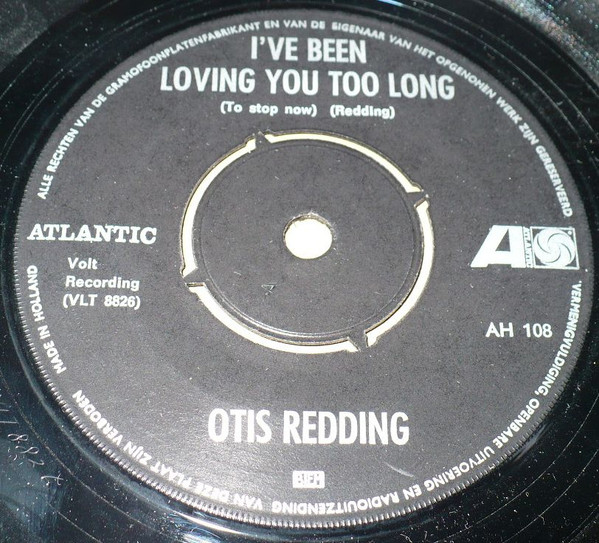 ALLE RECHTEN VAN DE GRAMOFOONPLATENFABRIKANT EN VAN DE EIGENAAR VAN HET OPGENOMEN WERK ZIJN GERESERVEERD
I'VE BEEN
LOVING YOU TOO LONG
(To stop now) (Redding)
ATLANTIC
Volt
Recording
(VLT 8826)
A
ATLANTIC
AH 108
OTIS REDDING
BIEM
MADE IN HOLLAND
VERMENIGVULDIGING, OPENBARE UITVOERING EN RADIOUITZENDING VAN DEZE PLAAT ZIJN VERBODEN